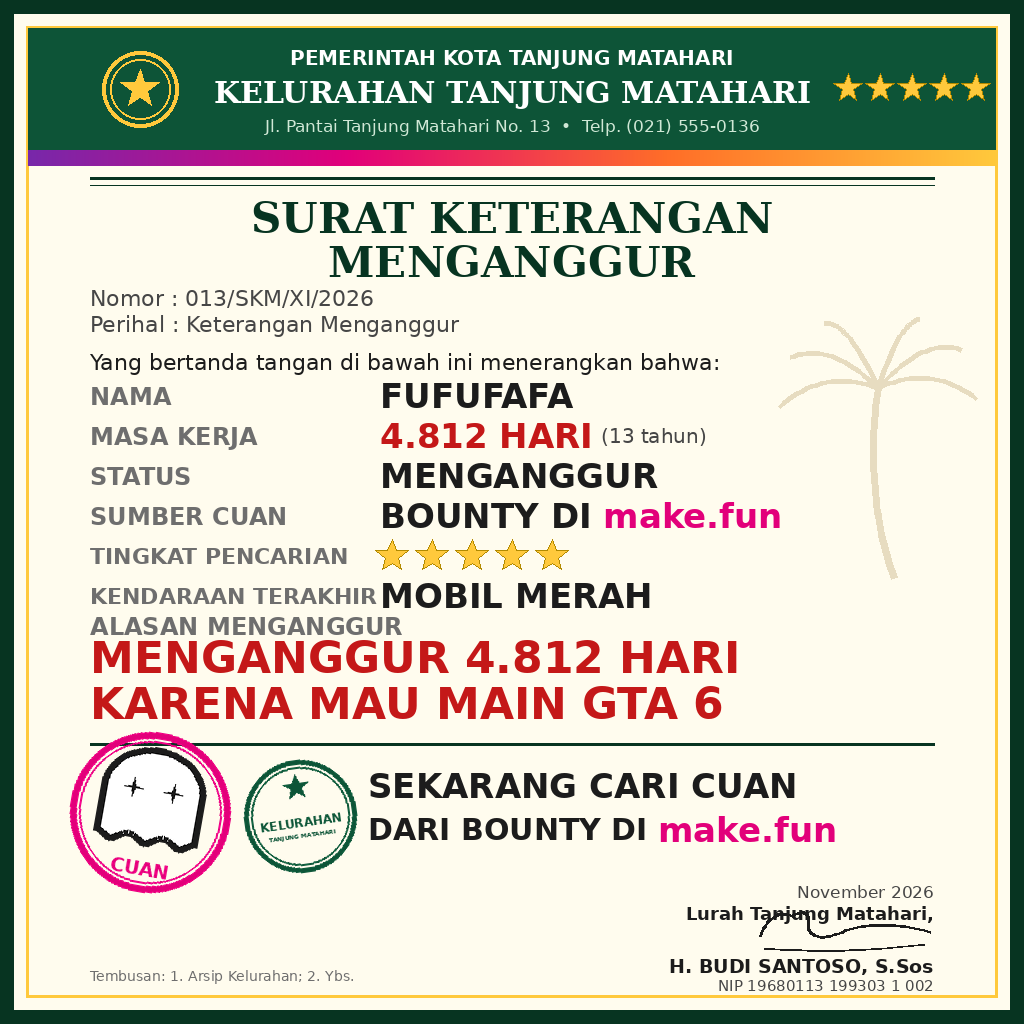 PEMERINTAH KOTA TANJUNG MATAHARI
KELURAHAN TANJUNG MATAHARI
Jl. Pantai Tanjung Matahari No. 13 • Telp. (021) 555-0136
SURAT KETERANGAN
MENGANGGUR
Nomor : 013/SKM/XI/2026
Perihal : Keterangan Menganggur
Yang bertanda tangan di bawah ini menerangkan bahwa:
NAMA FUFUFAFA
MASA KERJA 4.812 HARI (13 tahun)
STATUS MENGANGGUR
SUMBER CUAN BOUNTY DI make.fun
TINGKAT PENCARIAN
KENDARAAN TERAKHIR MOBIL MERAH
ALASAN MENGANGGUR
MENGANGGUR 4.812 HARI
KARENA MAU MAIN GTA 6
CUAN
KELURAHAN
TANJUNG MATAHARI
SEKARANG CARI CUAN
DARI BOUNTY DI make.fun
November 2026
Lurah Tanjung Matahari,
H. BUDI SANTOSO, S.Sos
NIP 19680113 199303 1 002
Tembusan: 1. Arsip Kelurahan; 2. Ybs.